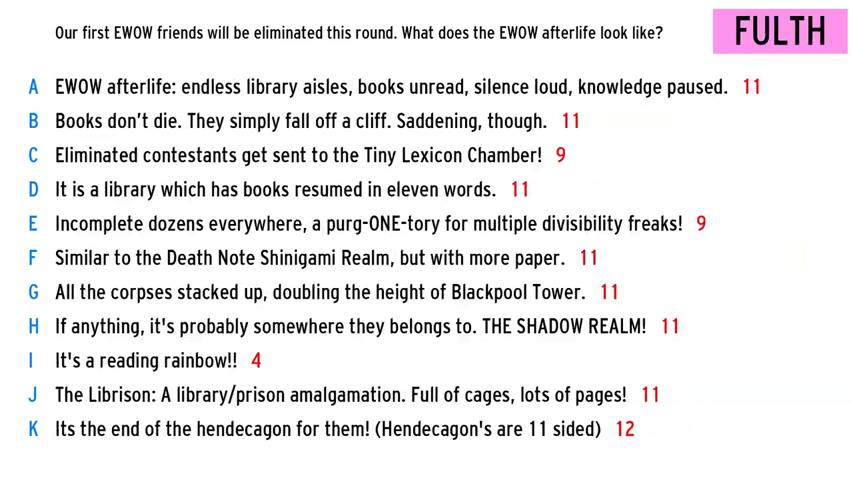 Our first EWOW friends will be eliminated this round. What does the EWOW afterlife look like?
FULTH
A EWOW afterlife: endless library aisles, books unread, silence loud, knowledge paused. 11
B Books don't die. They simply fall off a cliff. Saddening, though. 11
C Eliminated contestants get sent to the Tiny Lexicon Chamber! 9
D It is a library which has books resumed in eleven words. 11
E Incomplete dozens everywhere, a purg-ONE-tory for multiple divisibility freaks! 9
F Similar to the Death Note Shinigami Realm, but with more paper. 11
G All the corpses stacked up, doubling the height of Blackpool Tower. 11
H If anything, it's probably somewhere they belongs to. THE SHADOW REALM! 11
I It's a reading rainbow!! 4
J The Librison: A library/prison amalgamation. Full of cages, lots of pages! 11
K Its the end of the hendecagon for them! (Hendecagon's are 11 sided) 12